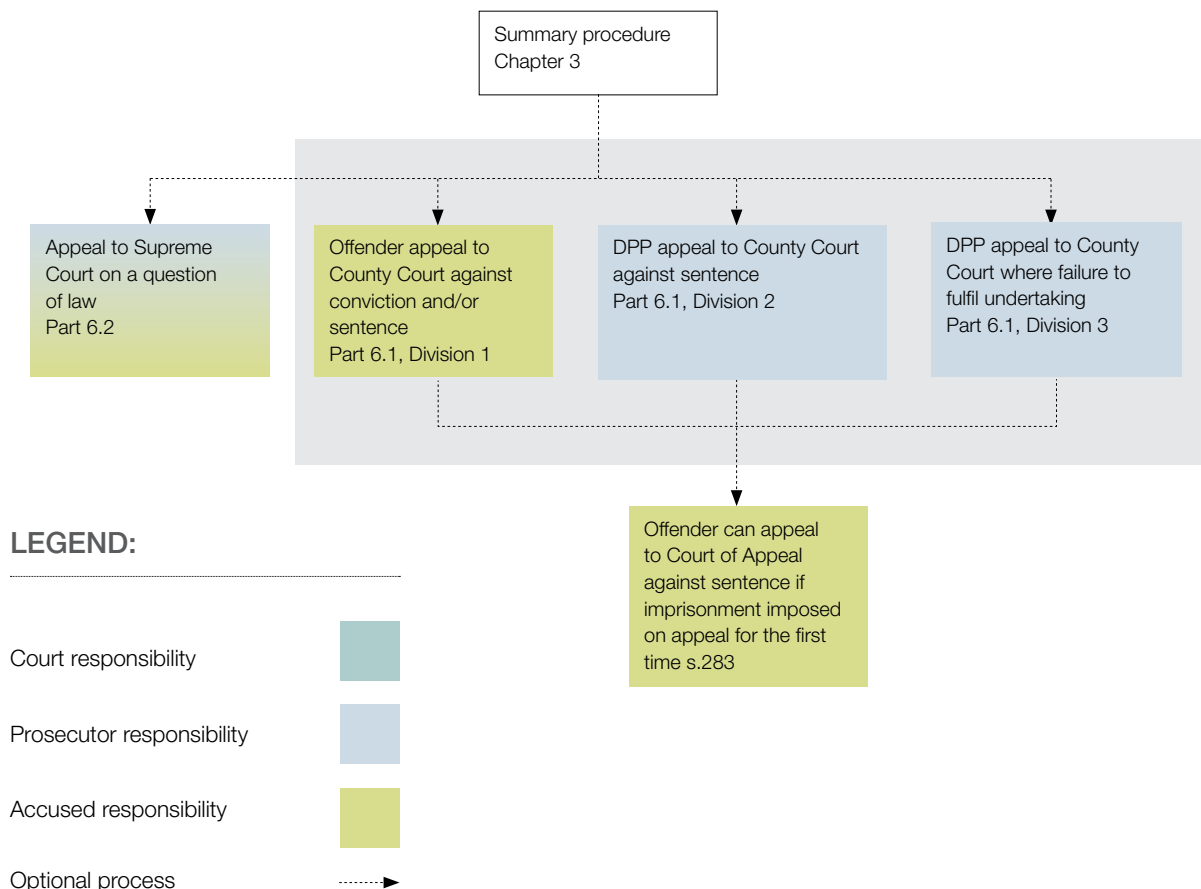 Summary procedure
Chapter 3
Appeal to Supreme
Court on a question
of law
Part 6.2
Offender appeal to
County Court against
conviction and/or
sentence
Part 6.1, Division 1
DPP appeal to County Court
against sentence
Part 6.1, Division 2
DPP appeal to County
Court where failure to
fulfil undertaking
Part 6.1, Division 3
Offender can appeal
to Court of Appeal
against sentence if
imprisonment imposed
on appeal for the first
time s.283
LEGEND:
Court responsibility
Prosecutor responsibility
Accused responsibility
Optional process